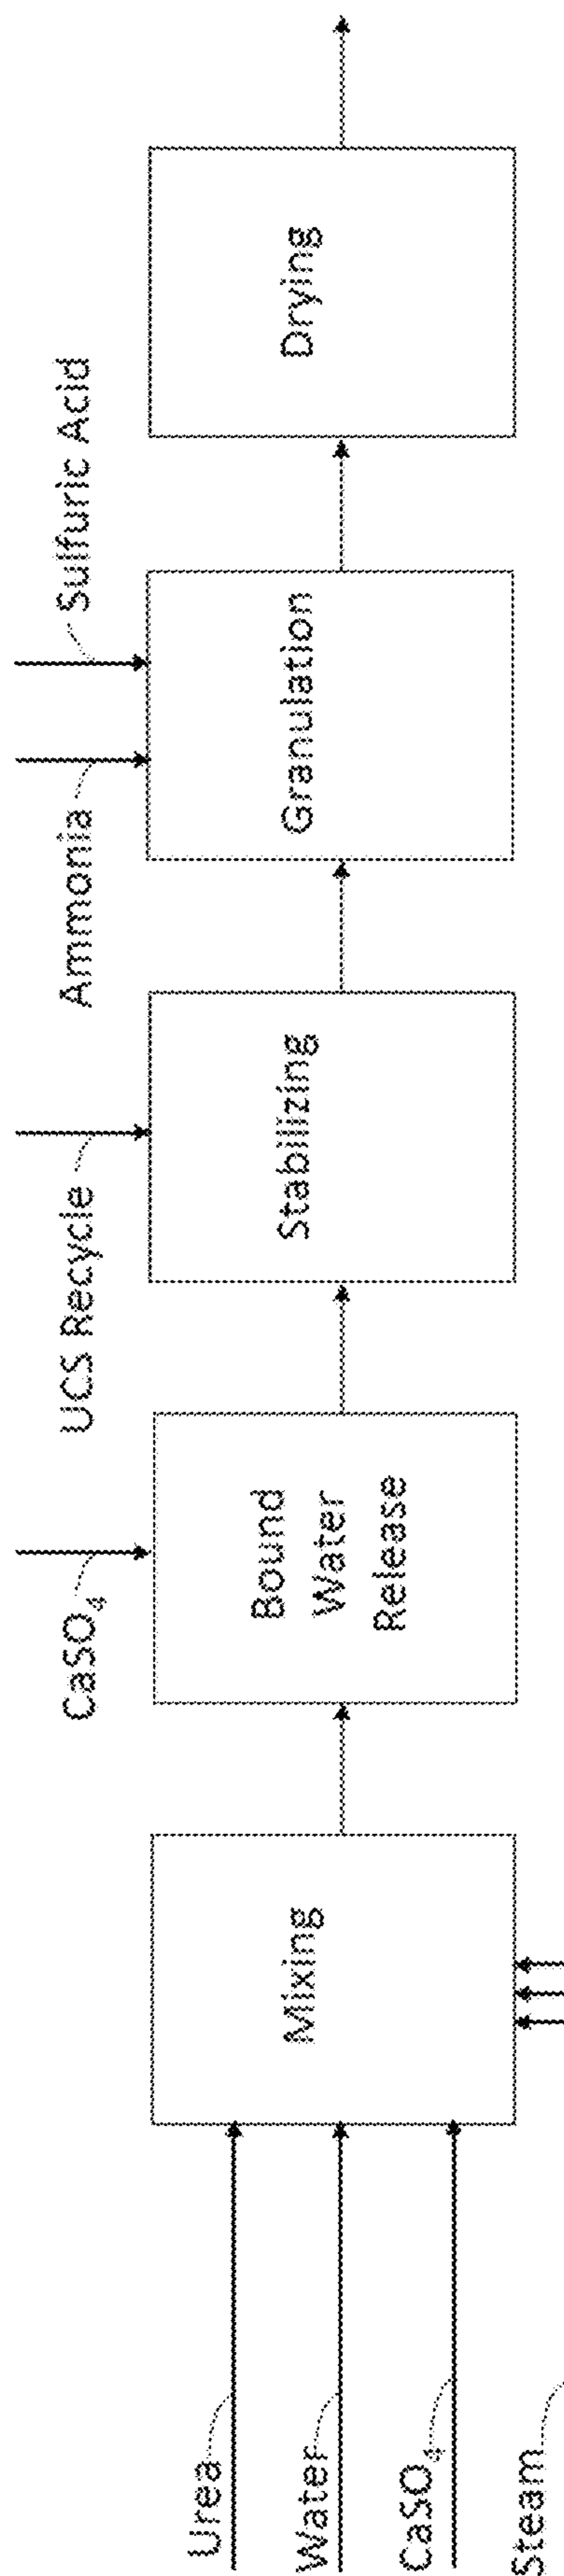 Urea
Water
CaSO₄
Steam
Mixing
CaSO₄
Bound
Water
Release
UCS Recycle
Stabilizing
Ammonia
Sulfuric Acid
Granulation
Drying